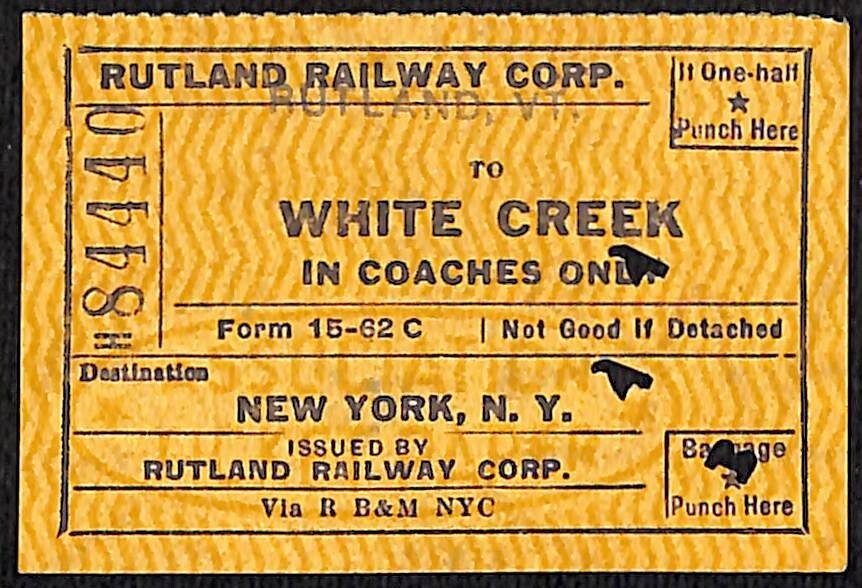 RUTLAND RAILWAY CORP.
RUTLAND, VT.
If One-half
Punch Here
84440
TO
WHITE CREEK
IN COACHES ONLY
Form 15-62 C | Not Good If Detached
Destination
NEW YORK, N. Y.
ISSUED BY
RUTLAND RAILWAY CORP.
Via R B&M NYC
Baggage
Punch Here